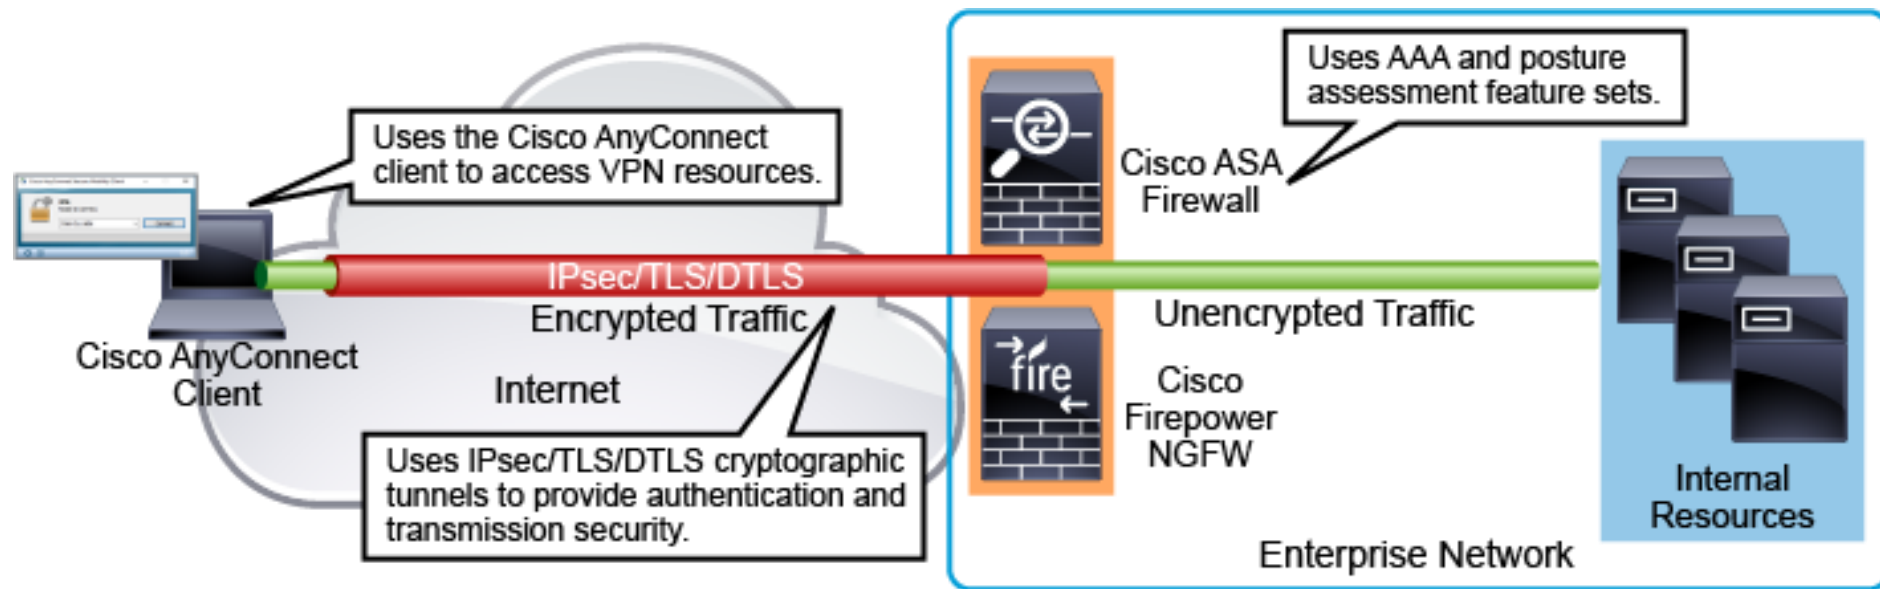 Uses AAA and posture
assessment feature sets.
Uses the Cisco AnyConnect
client to access VPN resources.
Cisco ASA
Firewall
IPsec/TLS/DTLS
Encrypted Traffic
Unencrypted Traffic
Cisco AnyConnect
Client
Internet
fire
Cisco
Firepower
NGFW
Uses IPsec/TLS/DTLS cryptographic
tunnels to provide authentication and
transmission security.
Internal
Resources
Enterprise Network